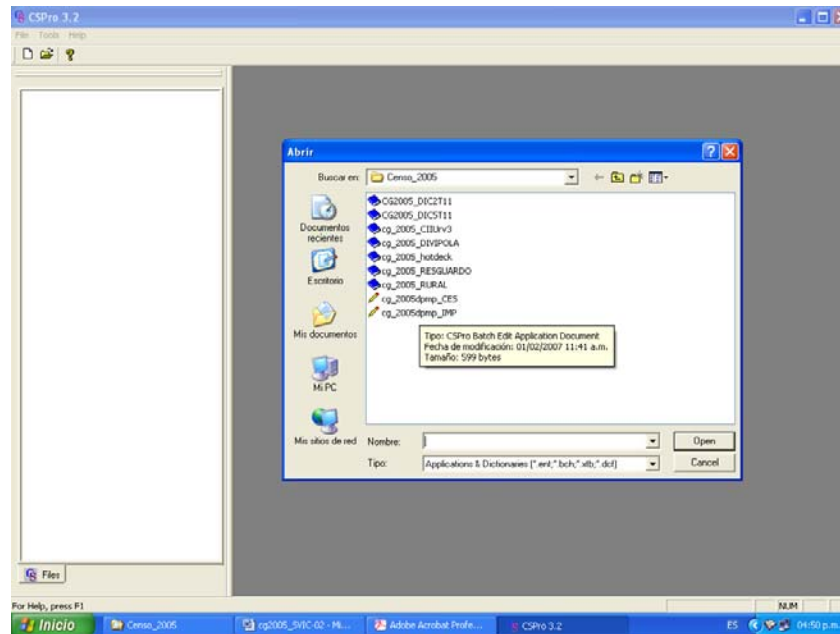 CSPro 3.2
File Tools Help
Abrir
Buscar en: Censo_2005
Documentos recientes
Escritorio
Mis documentos
Mi PC
Mis sitios de red
CG2005_DIC2T11
CG2005_DIC5T11
cg_2005_CIIUrv3
cg_2005_DIVIPOLA
cg_2005_hotdeck
cg_2005_RESGUARDO
cg_2005_RURAL
cg_2005dpmp_CES
cg_2005dpmp_IMP
Tipo: CSPro Batch Edit Application Document
Fecha de modificación: 01/02/2007 11:41 a.m.
Tamaño: 599 bytes
Nombre:
Open
Tipo: Applications & Dictionaries (*.ent;*.bch;*.xtb;*.dcf)
Cancel
Files
For Help, press F1
NUM
Inicio
Censo_2005
cg2005_SVIC-02 - Mi...
Adobe Acrobat Profe...
CSPro 3.2
ES
04:50 p.m.